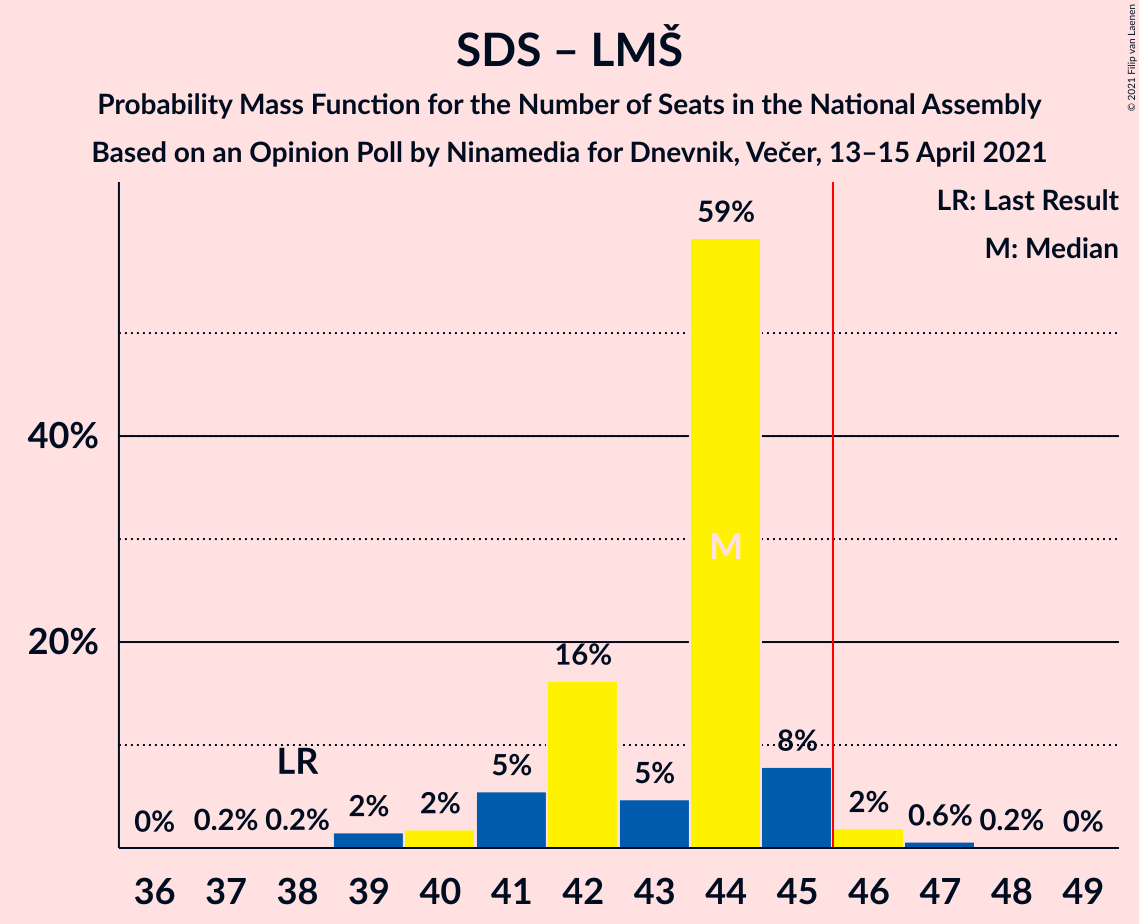 SDS – LMŠ
Probability Mass Function for the Number of Seats in the National Assembly
Based on an Opinion Poll by Ninamedia for Dnevnik, Večer, 13–15 April 2021
© 2021 Filip van Laenen
LR: Last Result
M: Median
40%
20%
0%
0.2%
0.2%
LR
2%
2%
5%
16%
5%
59%
M
8%
2%
0.6%
0.2%
0%
36 37 38 39 40 41 42 43 44 45 46 47 48 49